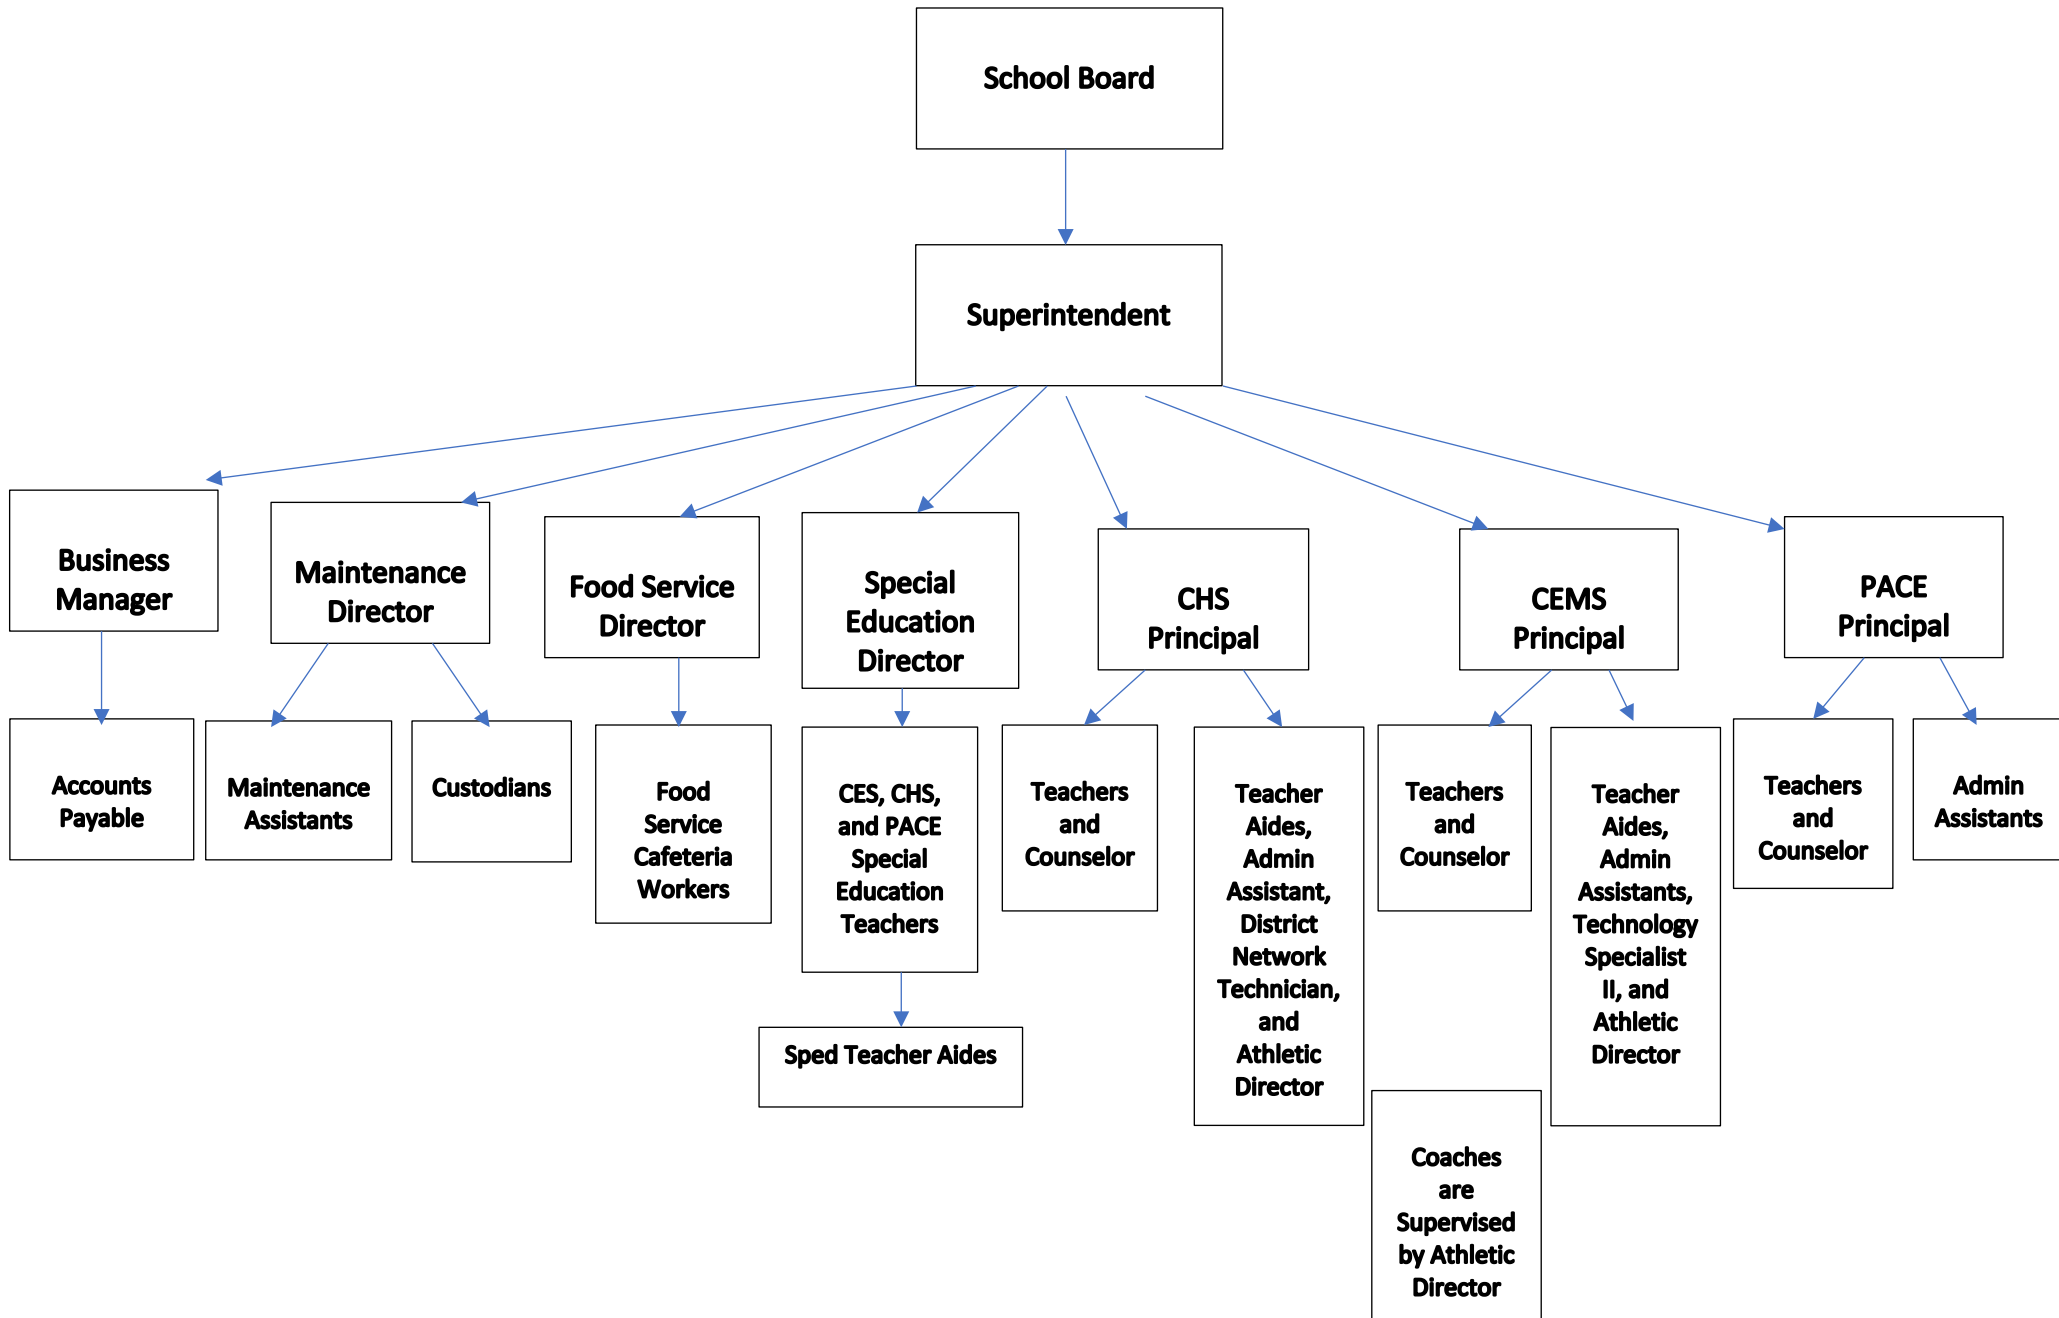 School Board
Superintendent
Business
Manager
Maintenance
Director
Food Service
Director
Special
Education
Director
CHS
Principal
CEMS
Principal
PACE
Principal
Accounts
Payable
Maintenance
Assistants
Custodians
Food
Service
Cafeteria
Workers
CES, CHS,
and PACE
Special
Education
Teachers
Sped Teacher Aides
Teachers
and
Counselor
Teacher
Aides,
Admin
Assistant,
District
Network
Technician,
and
Athletic
Director
Teachers
and
Counselor
Teacher
Aides,
Admin
Assistants,
Technology
Specialist
II, and
Athletic
Director
Teachers
and
Counselor
Admin
Assistants
Coaches
are
Supervised
by Athletic
Director